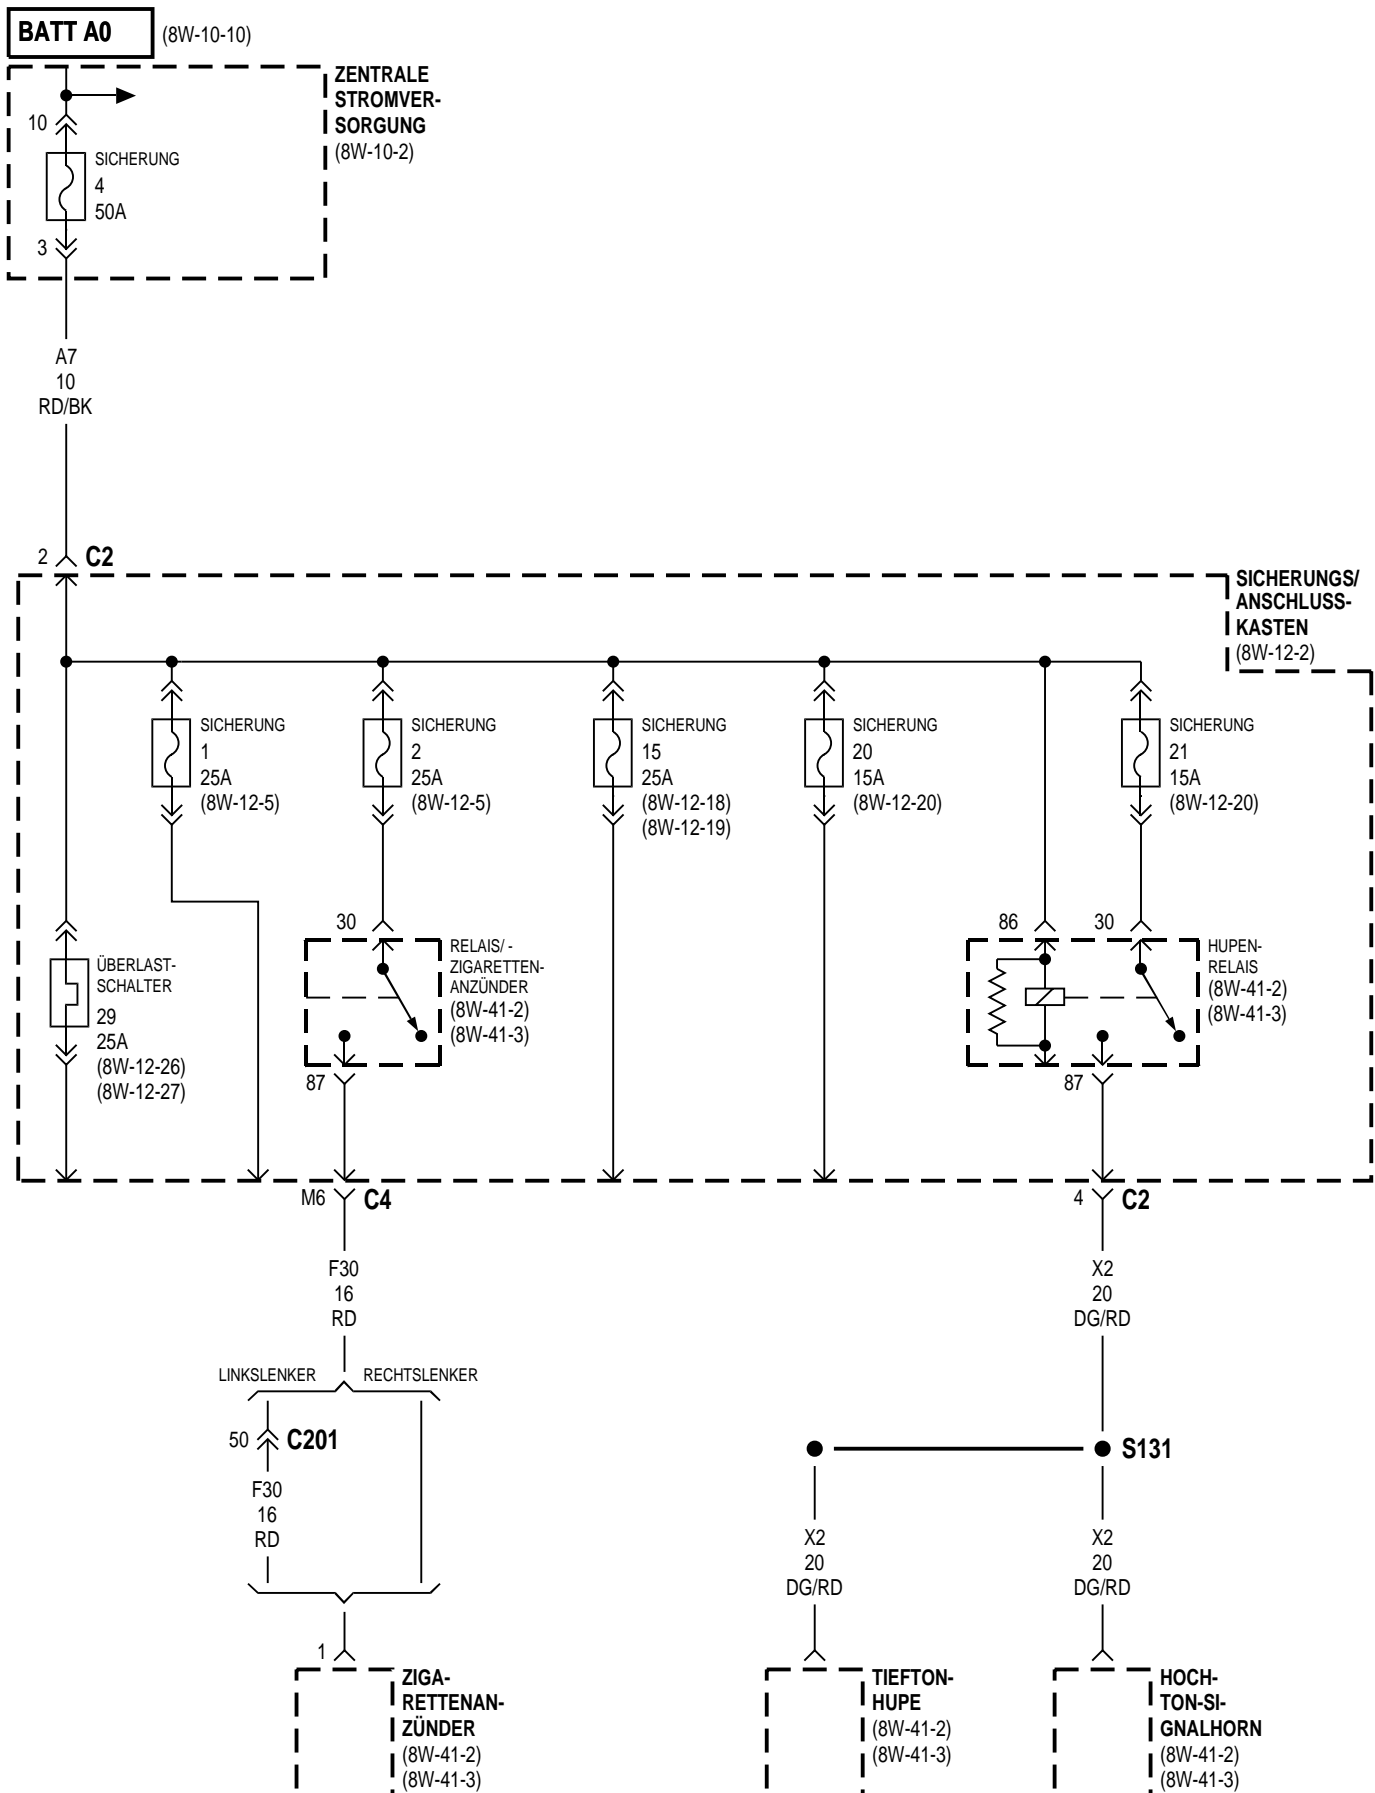 BATT A0
(8W-10-10)
ZENTRALE
STROMVER-
SORGUNG
(8W-10-2)
10
SICHERUNG
4
50A
3
A7
10
RD/BK
2
C2
SICHERUNGS/
ANSCHLUSS-
KASTEN
(8W-12-2)
SICHERUNG
1
25A
(8W-12-5)
SICHERUNG
2
25A
(8W-12-5)
SICHERUNG
15
25A
(8W-12-18)
(8W-12-19)
SICHERUNG
20
15A
(8W-12-20)
SICHERUNG
21
15A
(8W-12-20)
ÜBERLAST-
SCHALTER
29
25A
(8W-12-26)
(8W-12-27)
30
RELAIS/ -
ZIGARETTEN-
ANZÜNDER
(8W-41-2)
(8W-41-3)
87
86
30
HUPEN-
RELAIS
(8W-41-2)
(8W-41-3)
87
M6
C4
4
C2
F30
16
RD
X2
20
DG/RD
LINKSLENKER
RECHTSLENKER
50
C201
S131
F30
16
RD
X2
20
DG/RD
X2
20
DG/RD
1
ZIGA-
RETTENAN-
ZÜNDER
(8W-41-2)
(8W-41-3)
TIEFTON-
HUPE
(8W-41-2)
(8W-41-3)
HOCH-
TON-SI-
GNALHORN
(8W-41-2)
(8W-41-3)